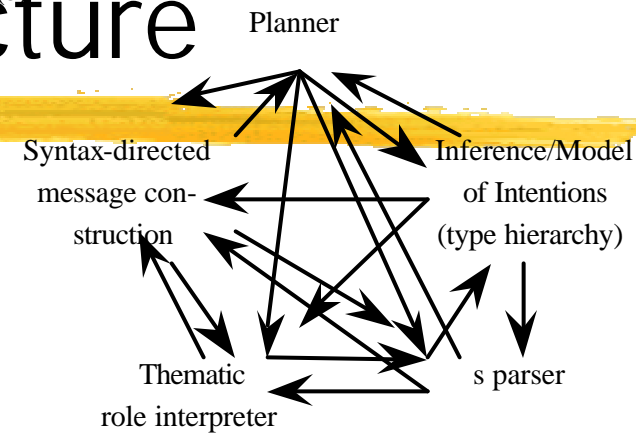 cture
Planner
Syntax-directed
message con-
struction
Inference/Model
of Intentions
(type hierarchy)
Thematic
role interpreter
s parser